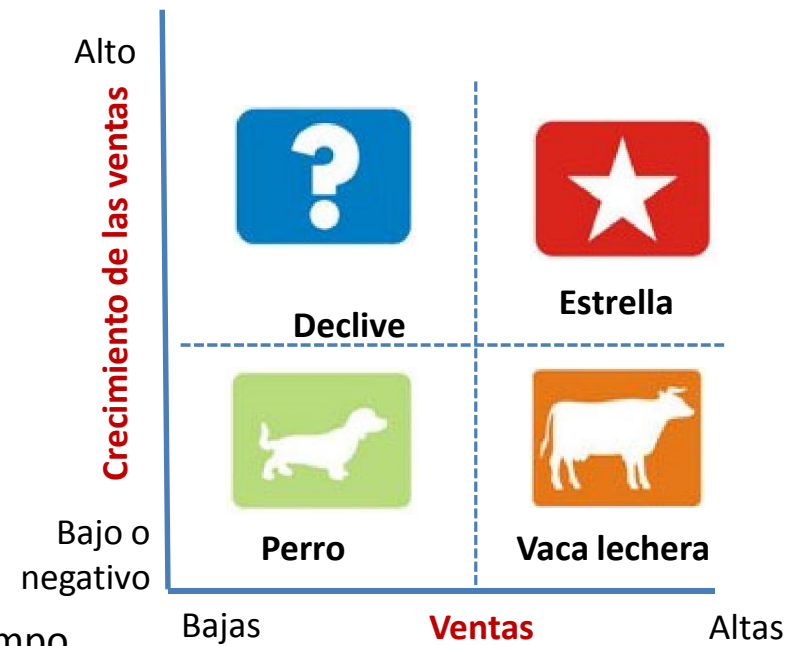 Alto
Crecimiento de las ventas
?
Declive
Estrella
Perro
Vaca lechera
Bajo o
negativo
Bajas
Ventas
Altas